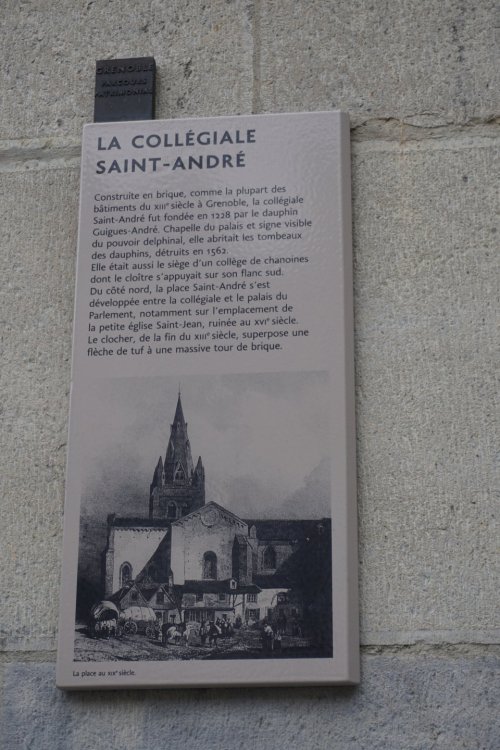 GRENOBLE
PARCOURS
PATRIMONIAL
LA COLLÉGIALE
SAINT-ANDRÉ
Construite en brique, comme la plupart des
bâtiments du XIIIe siècle à Grenoble, la collégiale
Saint-André fut fondée en 1228 par le dauphin
Guigues-André. Chapelle du palais et signe visible
du pouvoir delphinal, elle abritait les tombeaux
des dauphins, détruits en 1562.
Elle était aussi le siège d'un collège de chanoines
dont le cloître s'appuyait sur son flanc sud.
Du côté nord, la place Saint-André s'est
développée entre la collégiale et le palais du
Parlement, notamment sur l'emplacement de
la petite église Saint-Jean, ruinée au XVIe siècle.
Le clocher, de la fin du XIIIe siècle, superpose une
flèche de tuf à une massive tour de brique.
La place au XIXe siècle.